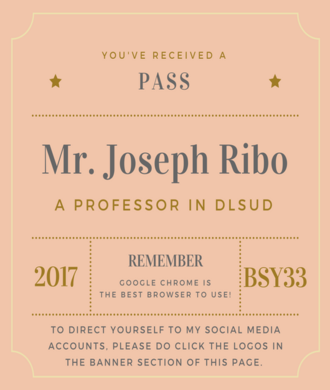 YOU'VE RECEIVED A
PASS
Mr. Joseph Ribo
A PROFESSOR IN DLSUD
2017
REMEMBER
GOOGLE CHROME IS
THE BEST BROWSER TO USE!
BSY33
TO DIRECT YOURSELF TO MY SOCIAL MEDIA
ACCOUNTS, PLEASE DO CLICK THE LOGOS IN
THE BANNER SECTION OF THIS PAGE.